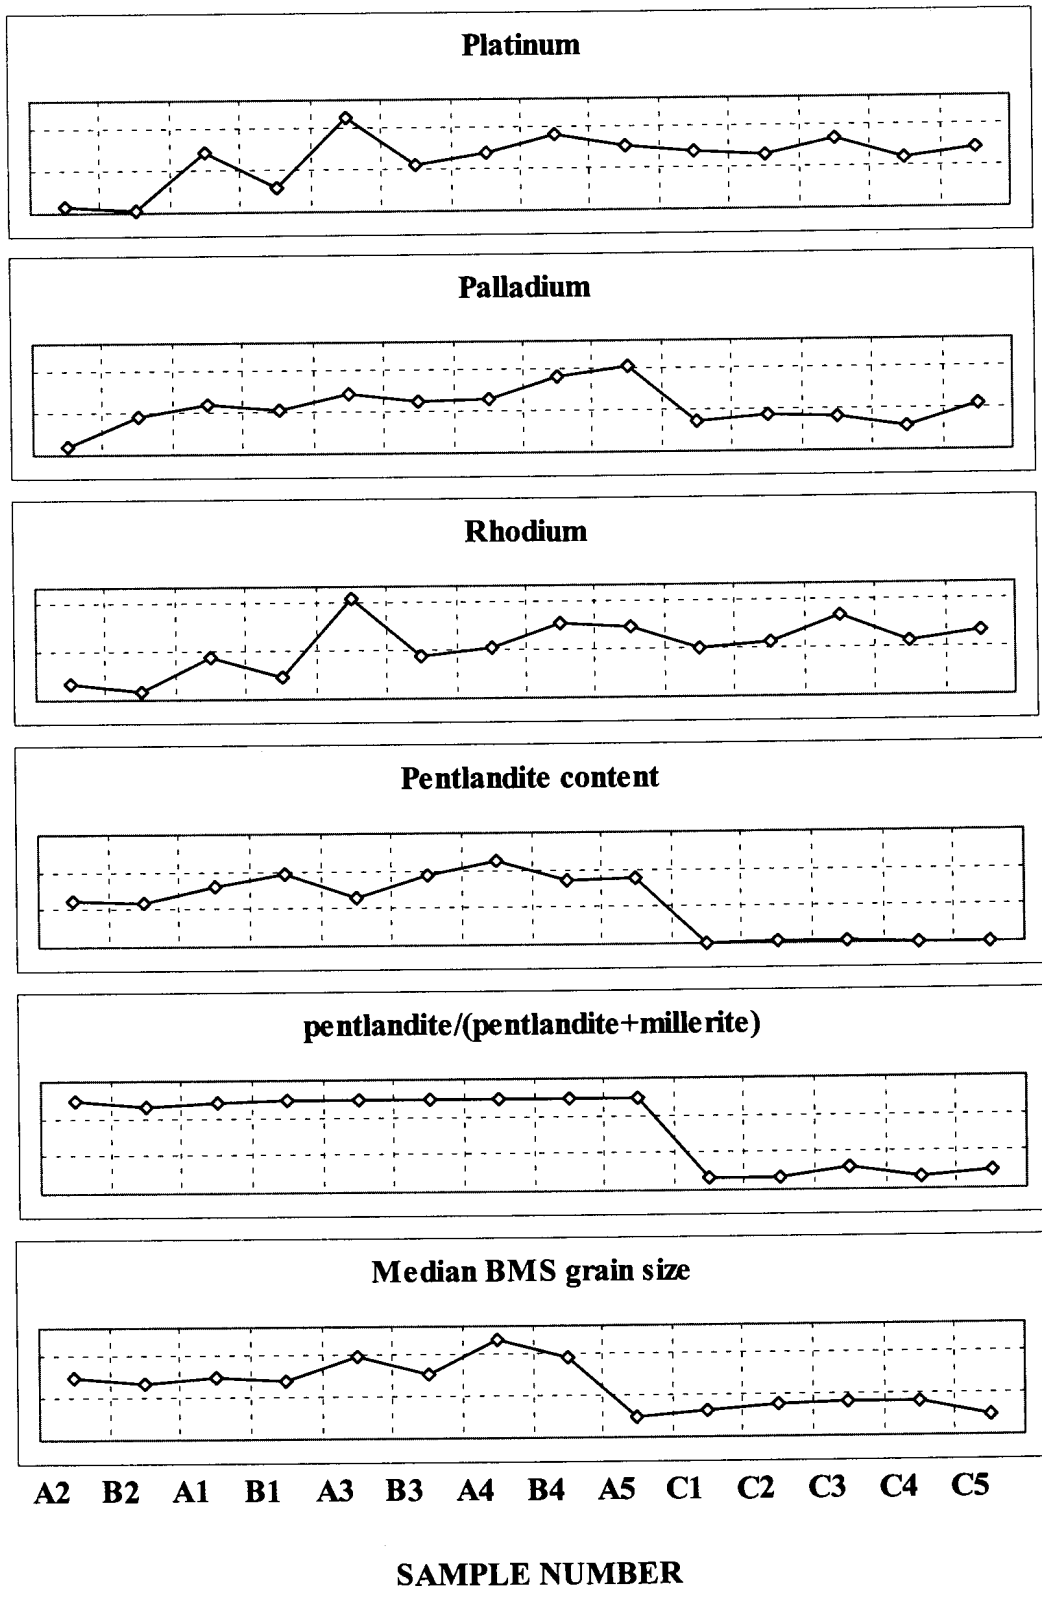 Platinum
Palladium
Rhodium
Pentlandite content
pentlandite/(pentlandite+millerite)
Median BMS grain size
A2 B2 A1 B1 A3 B3 A4 B4 A5 C1 C2 C3 C4 C5
SAMPLE NUMBER